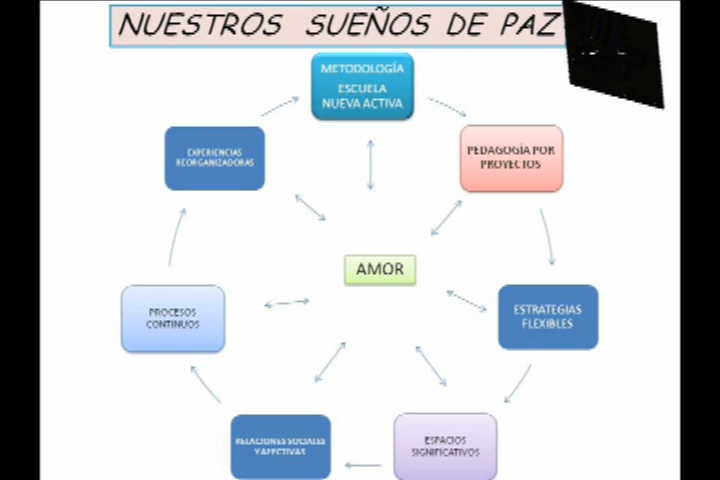 NUESTROS SUEÑOS DE PAZ
METODOLOGÍA
ESCUELA
NUEVA ACTIVA
PEDAGOGÍA POR
PROYECTOS
ESTRATEGIAS
FLEXIBLES
ESPACIOS
SIGNIFICATIVOS
RELACIONES SOCIALES
Y AFECTIVAS
PROCESOS
CONTINUOS
EXPERIENCIAS
REORGANIZADORAS
AMOR